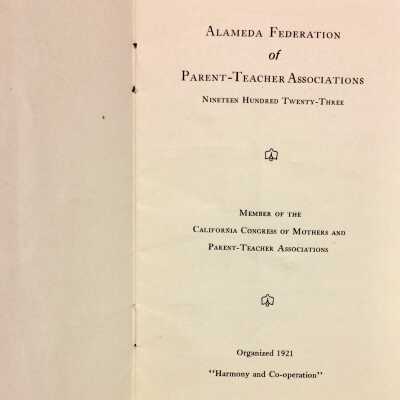 Alameda Federation
of
Parent-Teacher Associations
Nineteen Hundred Twenty-Three
Member of the
California Congress of Mothers and
Parent-Teacher Associations
Organized 1921
"Harmony and Co-operation"